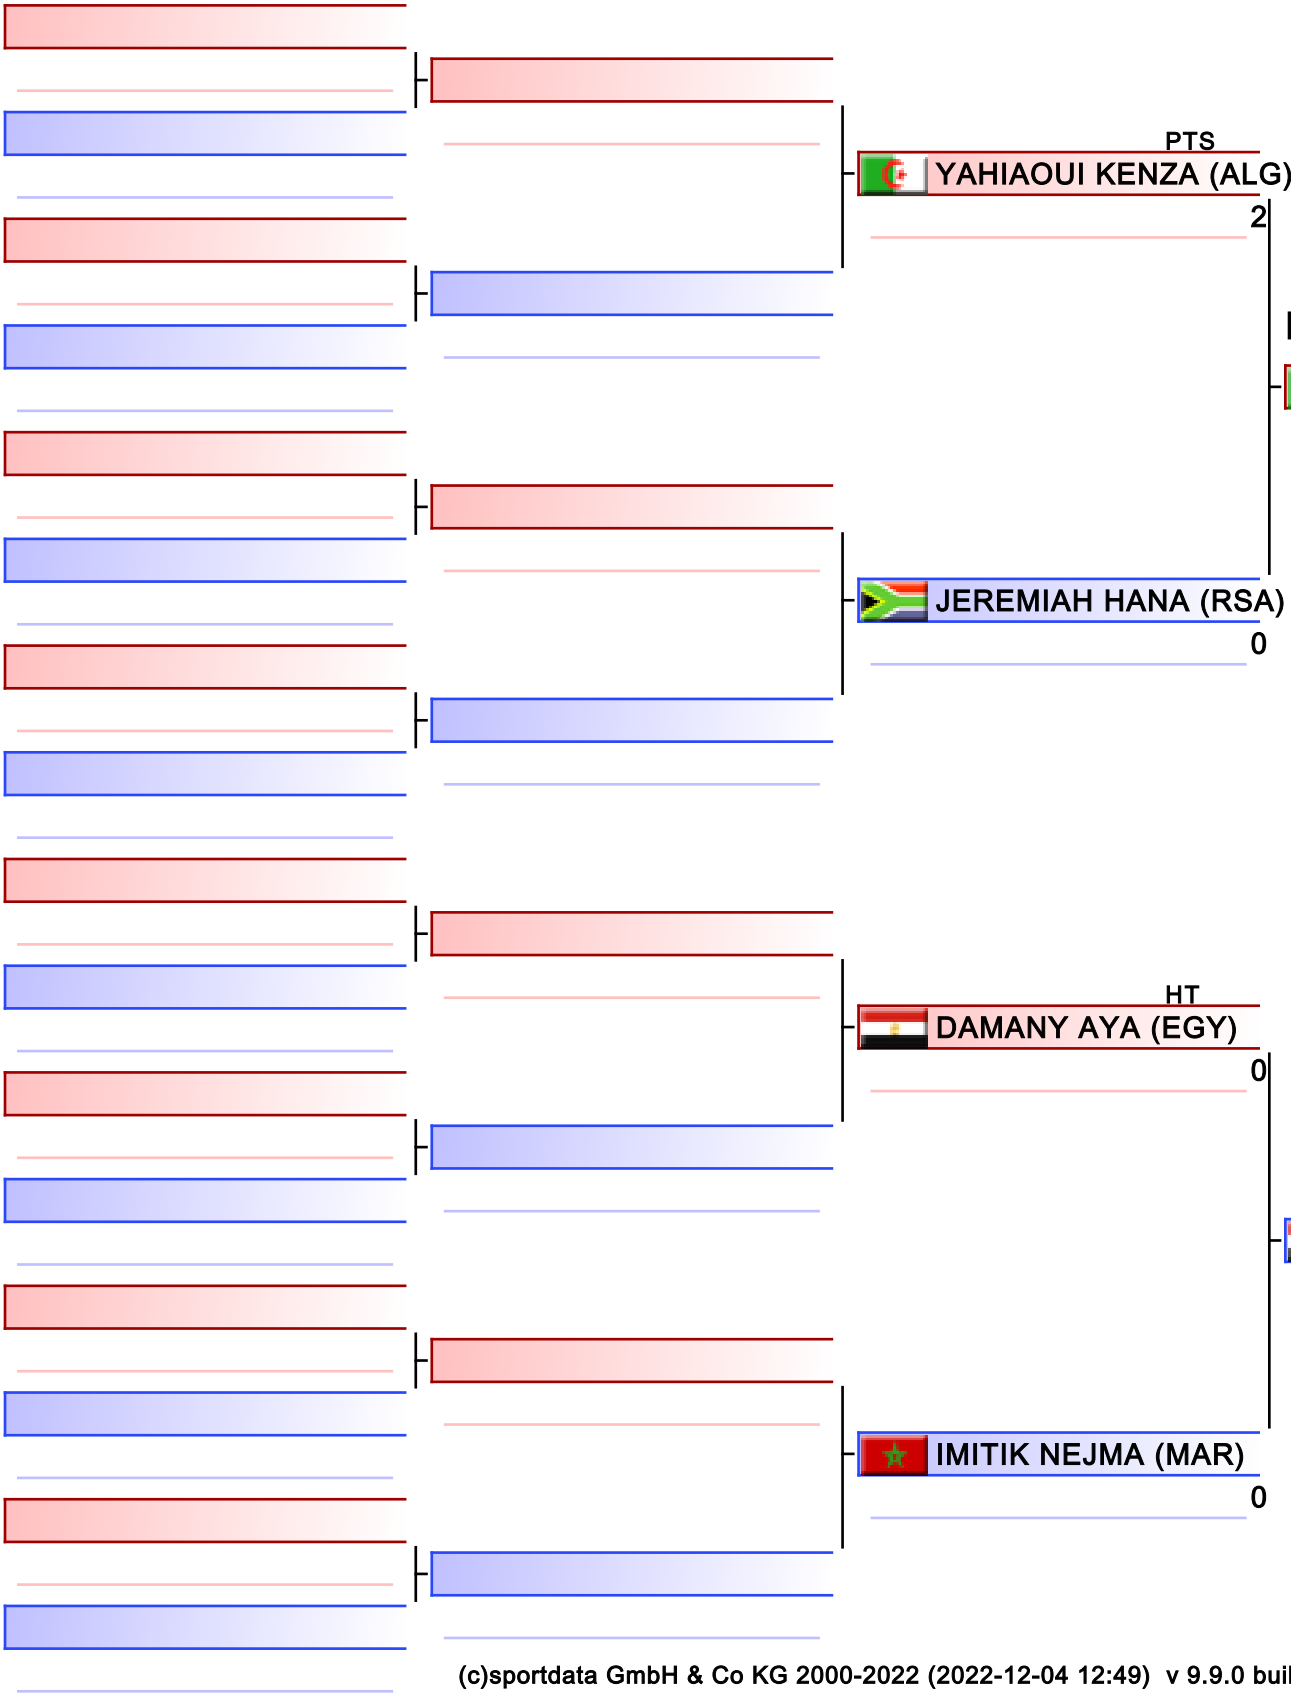 PTS
YAHIAOUI KENZA (ALG)
2
JEREMIAH HANA (RSA)
0
HT
DAMANY AYA (EGY)
0
IMITIK NEJMA (MAR)
0
(c)sportdata GmbH & Co KG 2000-2022 (2022-12-04 12:49) v 9.9.0